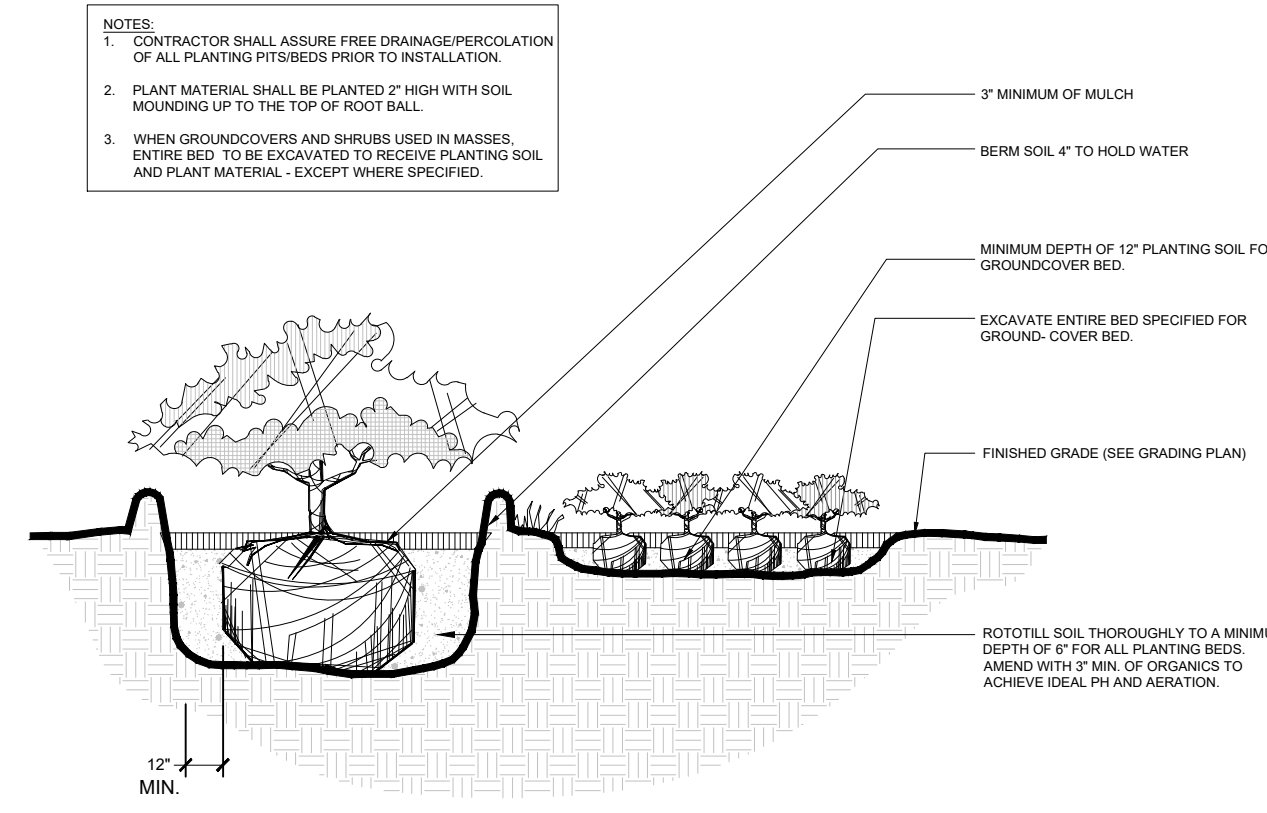 NOTES:
1. CONTRACTOR SHALL ASSURE FREE DRAINAGE/PERCOLATION
OF ALL PLANTING PITS/BEDS PRIOR TO INSTALLATION.
2. PLANT MATERIAL SHALL BE PLANTED 2" HIGH WITH SOIL
MOUNDING UP TO THE TOP OF ROOT BALL.
3. WHEN GROUNDCOVERS AND SHRUBS USED IN MASSES,
ENTIRE BED TO BE EXCAVATED TO RECEIVE PLANTING SOIL
AND PLANT MATERIAL - EXCEPT WHERE SPECIFIED.
3" MINIMUM OF MULCH
BERM SOIL 4" TO HOLD WATER
MINIMUM DEPTH OF 12" PLANTING SOIL FO
GROUNDCOVER BED.
EXCAVATE ENTIRE BED SPECIFIED FOR
GROUND- COVER BED.
FINISHED GRADE (SEE GRADING PLAN)
ROTOTILL SOIL THOROUGHLY TO A MINIMU
DEPTH OF 6" FOR ALL PLANTING BEDS.
AMEND WITH 3" MIN. OF ORGANICS TO
ACHIEVE IDEAL PH AND AERATION.
12"
MIN.